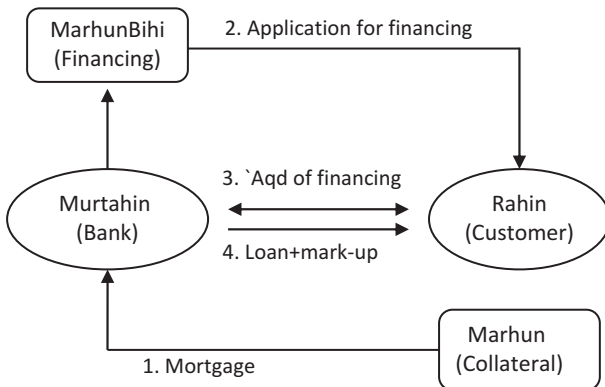 MarhunBihi
(Financing)
2. Application for financing
3. `Aqd of financing
Murtahin
(Bank)
Rahin
(Customer)
4. Loan+mark-up
Marhun
(Collateral)
1. Mortgage